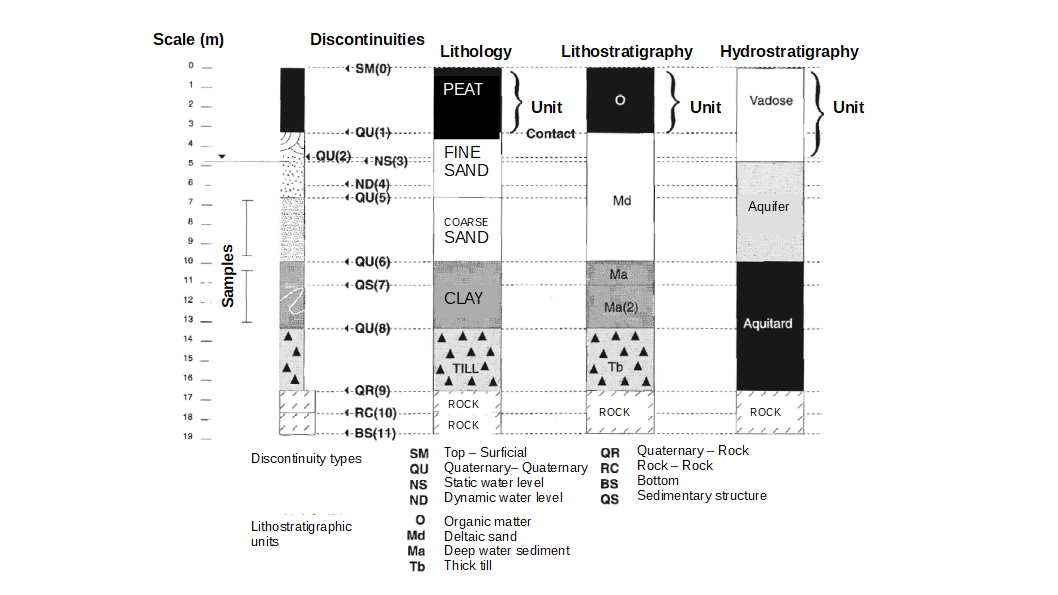 Scale (m)
Discontinuities
Lithology
Lithostratigraphy
Hydrostratigraphy
0
1
2
3
4
5
6
7
8
9
10
11
12
13
14
15
16
17
18
19
Samples
SM(0)
QU(1)
QU(2)
NS(3)
ND(4)
QU(5)
QU(6)
QS(7)
QU(8)
QR(9)
RC(10)
BS(11)
PEAT
FINE
SAND
COARSE
SAND
CLAY
TILL
ROCK
ROCK
Unit
Contact
O
Md
Ma
Ma(2)
Tb
ROCK
Unit
Vadose
Aquifer
Aquitard
ROCK
Unit
Discontinuity types
SM Top – Surficial
QU Quaternary– Quaternary
NS Static water level
ND Dynamic water level
QR Quaternary – Rock
RC Rock – Rock
BS Bottom
QS Sedimentary structure
Lithostratigraphic
units
O Organic matter
Md Deltaic sand
Ma Deep water sediment
Tb Thick till